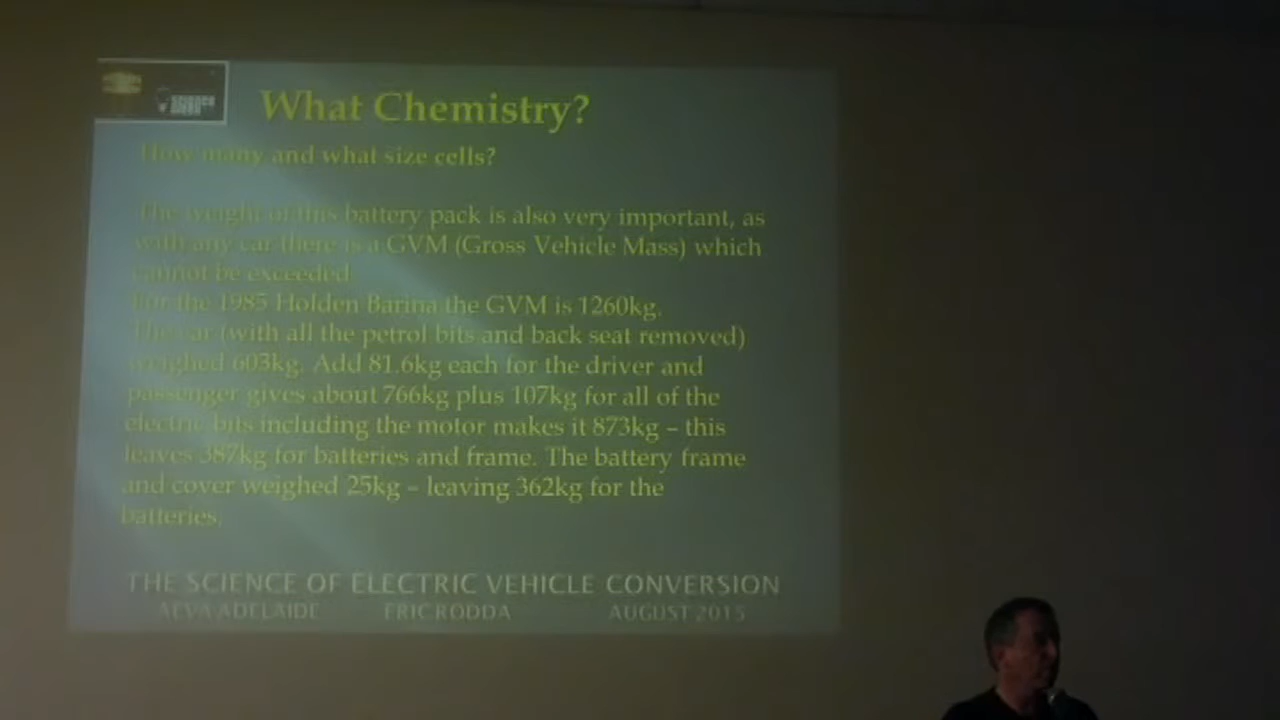 SCIENCE
WEEK
What Chemistry?
How many and what size cells?
The weight of this battery pack is also very important, as
with any car there is a GVM (Gross Vehicle Mass) which
cannot be exceeded.
For the 1985 Holden Barina the GVM is 1260kg.
The car (with all the petrol bits and back seat removed)
weighed 603kg. Add 81.6kg each for the driver and
passenger gives about 766kg plus 107kg for all of the
electric bits including the motor makes it 873kg – this
leaves 387kg for batteries and frame. The battery frame
and cover weighed 25kg – leaving 362kg for the
batteries.
THE SCIENCE OF ELECTRIC VEHICLE CONVERSION
AEVA ADELAIDE ERIC RODDA AUGUST 2015